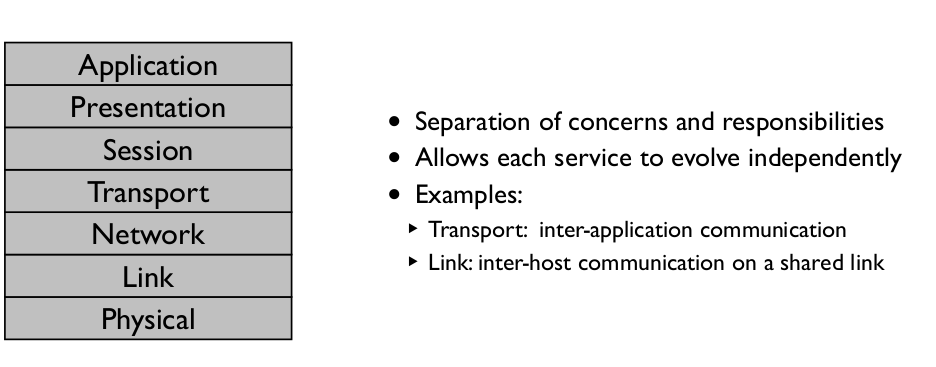 Application
Presentation
Session
Transport
Network
Link
Physical
• Separation of concerns and responsibilities
• Allows each service to evolve independently
• Examples:
‣ Transport: inter-application communication
‣ Link: inter-host communication on a shared link